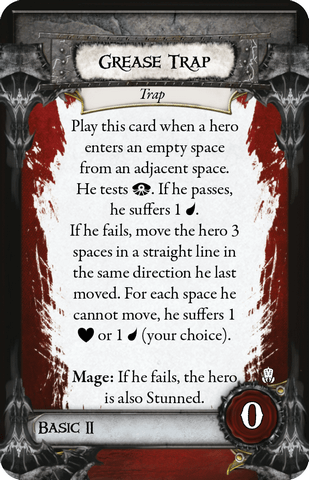 Grease Trap
Trap
Play this card when a hero
enters an empty space
from an adjacent space.
He tests . If he passes,
he suffers 1 .
If he fails, move the hero 3
spaces in a straight line in
the same direction he last
moved. For each space he
cannot move, he suffers 1
♥ or 1 (your choice).
Mage: If he fails, the hero
is also Stunned.
0
Basic II